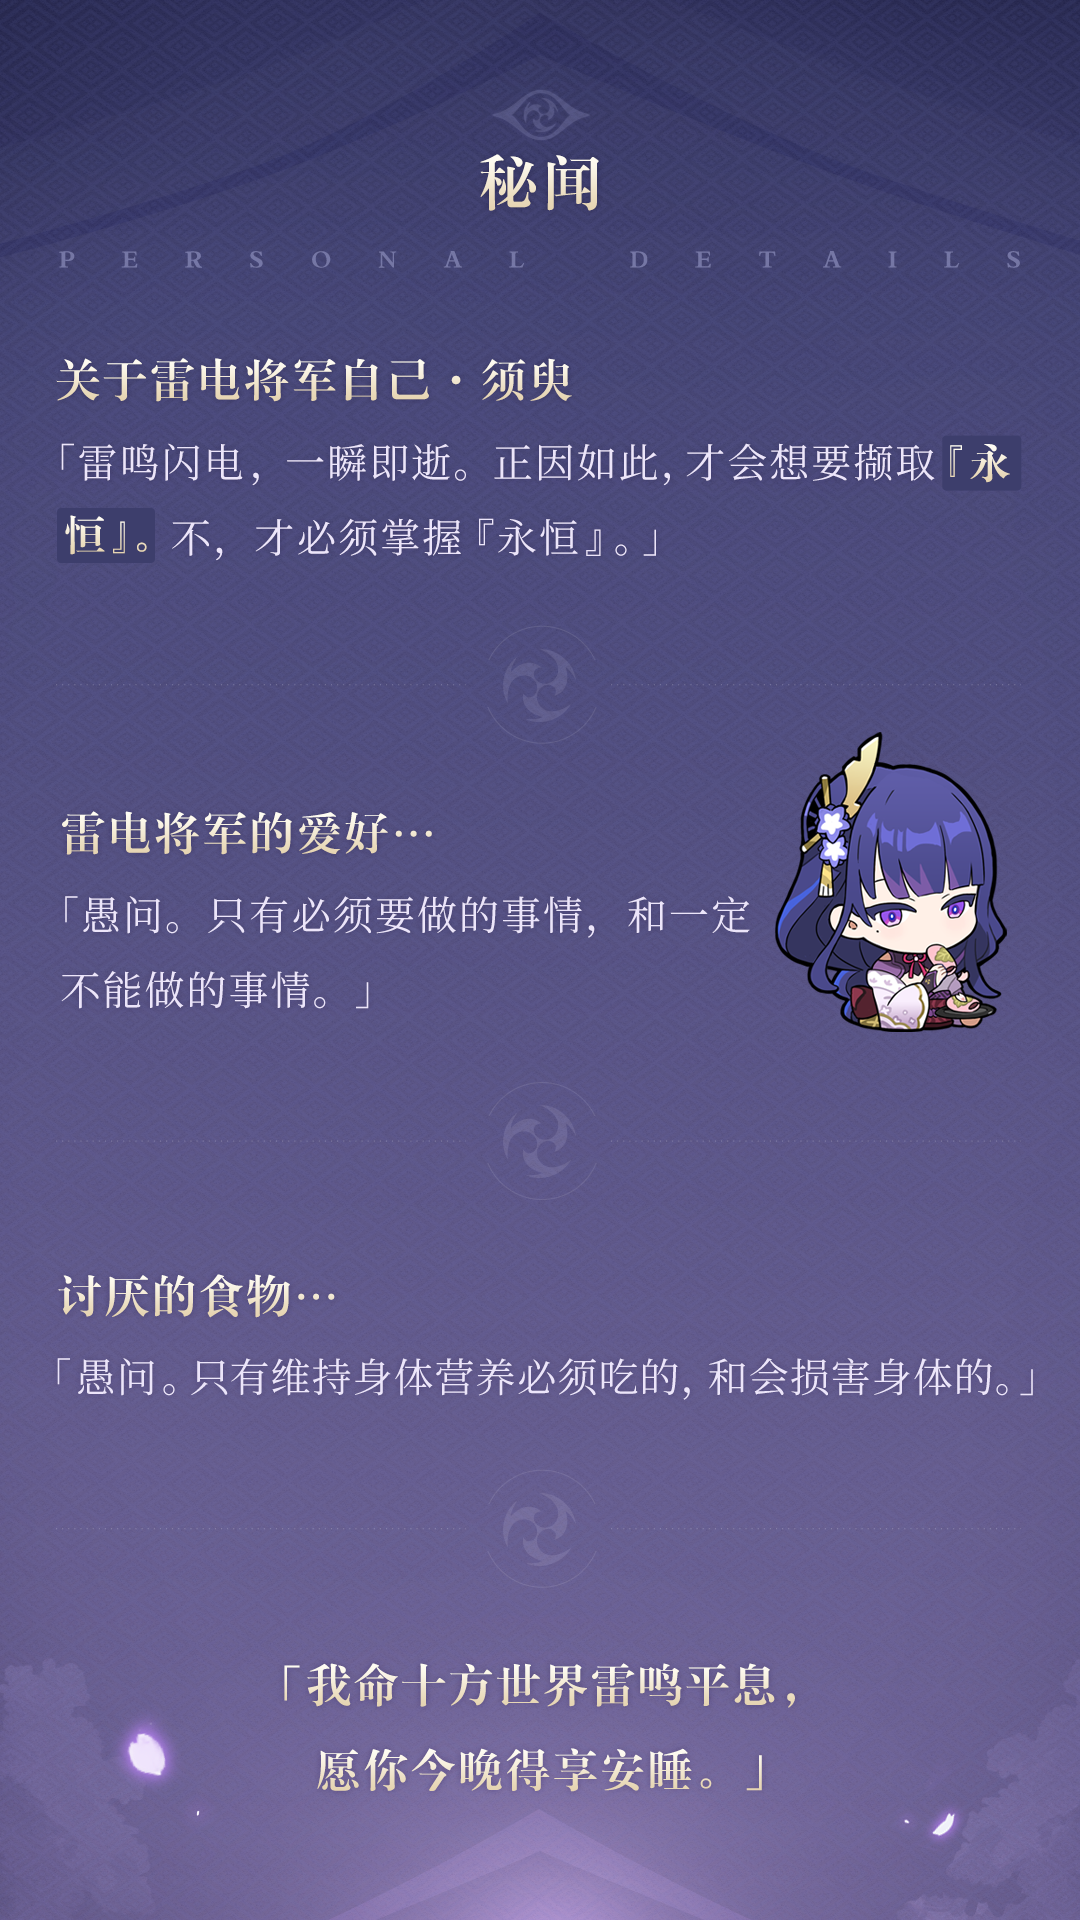 秘闻
PERSONAL DETAILS
关于雷电将军自己·须臾
「雷鸣闪电，一瞬即逝。正因如此，才会想要撷取『永
恒』。不，才必须掌握『永恒』。」
雷电将军的爱好…
「愚问。只有必须要做的事情，和一定
不能做的事情。」
讨厌的食物…
「愚问。只有维持身体营养必须吃的，和会损害身体的。」
「我命十方世界雷鸣平息，
愿你今晚得享安睡。」